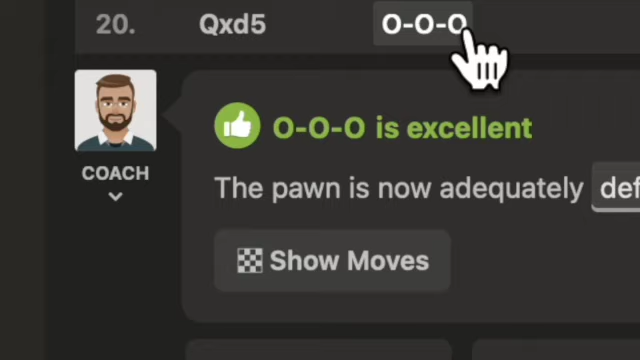 20. Qxd5 O-O-O
COACH
O-O-O is excellent
The pawn is now adequately
Show Moves